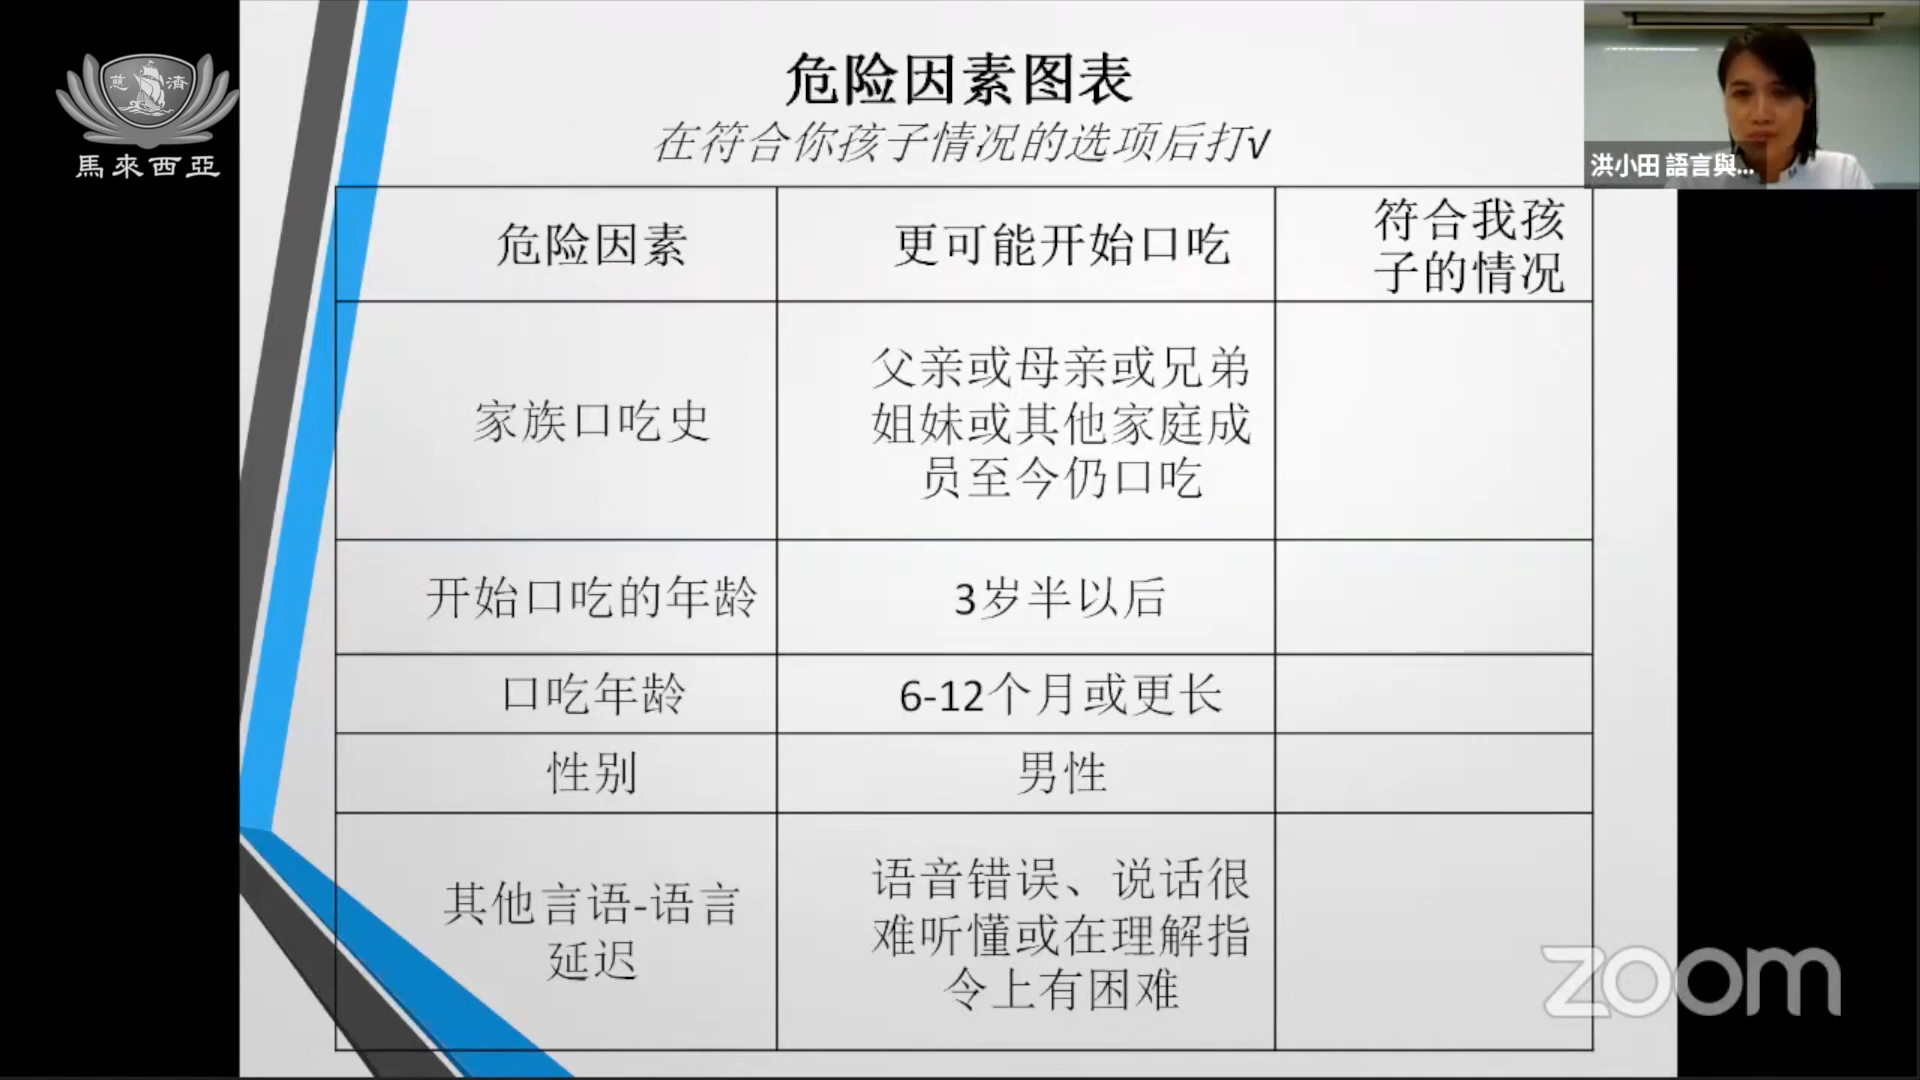 慈濟
馬來西亞
危险因素图表
在符合你孩子情况的选项后打√
洪小田 語言與...
危险因素
更可能开始口吃
符合我孩
子的情况
家族口吃史
父亲或母亲或兄弟
姐妹或其他家庭成
员至今仍口吃
开始口吃的年龄
3岁半以后
口吃年龄
6-12个月或更长
性别
男性
其他言语-语言
延迟
语音错误、说话很
难听懂或在理解指
令上有困难
zoom